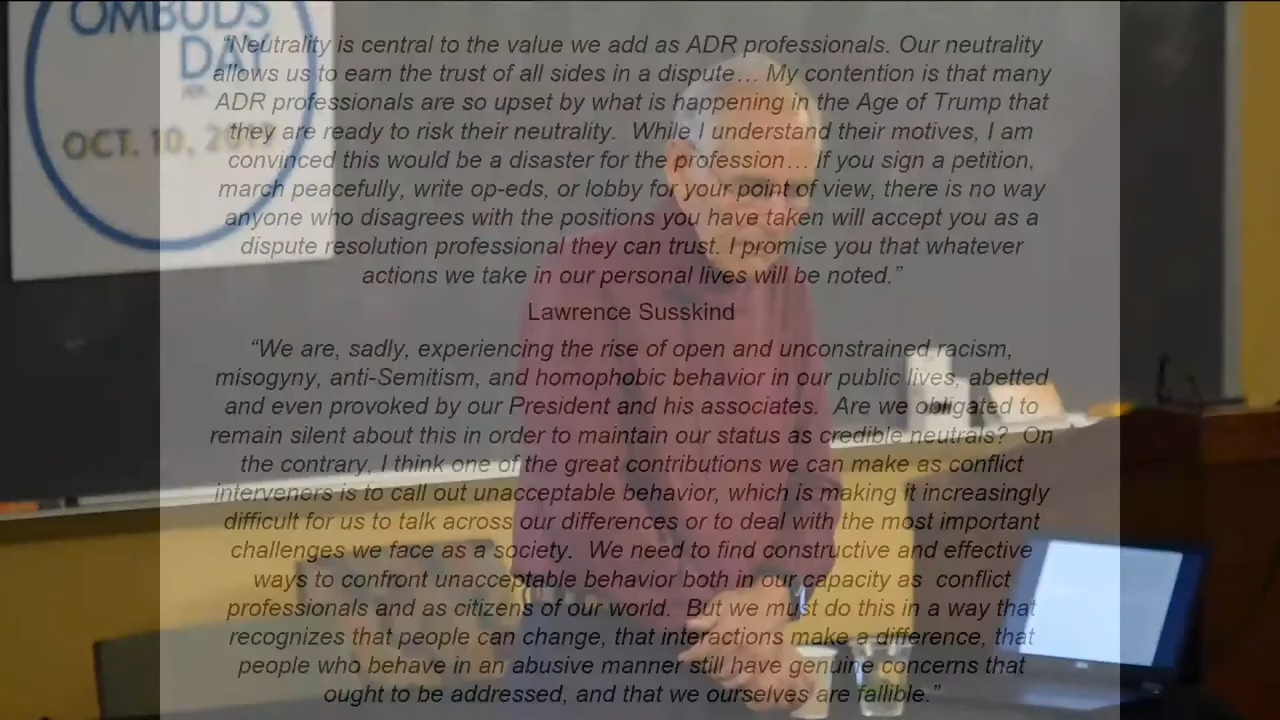 OMBUDS
DAY
OCT. 10, 201
“Neutrality is central to the value we add as ADR professionals. Our neutrality
allows us to earn the trust of all sides in a dispute… My contention is that many
ADR professionals are so upset by what is happening in the Age of Trump that
they are ready to risk their neutrality. While I understand their motives, I am
convinced this would be a disaster for the profession… If you sign a petition,
march peacefully, write op-eds, or lobby for your point of view, there is no way
anyone who disagrees with the positions you have taken will accept you as a
dispute resolution professional they can trust. I promise you that whatever
actions we take in our personal lives will be noted.”
Lawrence Susskind
“We are, sadly, experiencing the rise of open and unconstrained racism,
misogyny, anti-Semitism, and homophobic behavior in our public lives, abetted
and even provoked by our President and his associates. Are we obligated to
remain silent about this in order to maintain our status as credible neutrals? On
the contrary, I think one of the great contributions we can make as conflict
interveners is to call out unacceptable behavior, which is making it increasingly
difficult for us to talk across our differences or to deal with the most important
challenges we face as a society. We need to find constructive and effective
ways to confront unacceptable behavior both in our capacity as conflict
professionals and as citizens of our world. But we must do this in a way that
recognizes that people can change, that interactions make a difference, that
people who behave in an abusive manner still have genuine concerns that
ought to be addressed, and that we ourselves are fallible.”